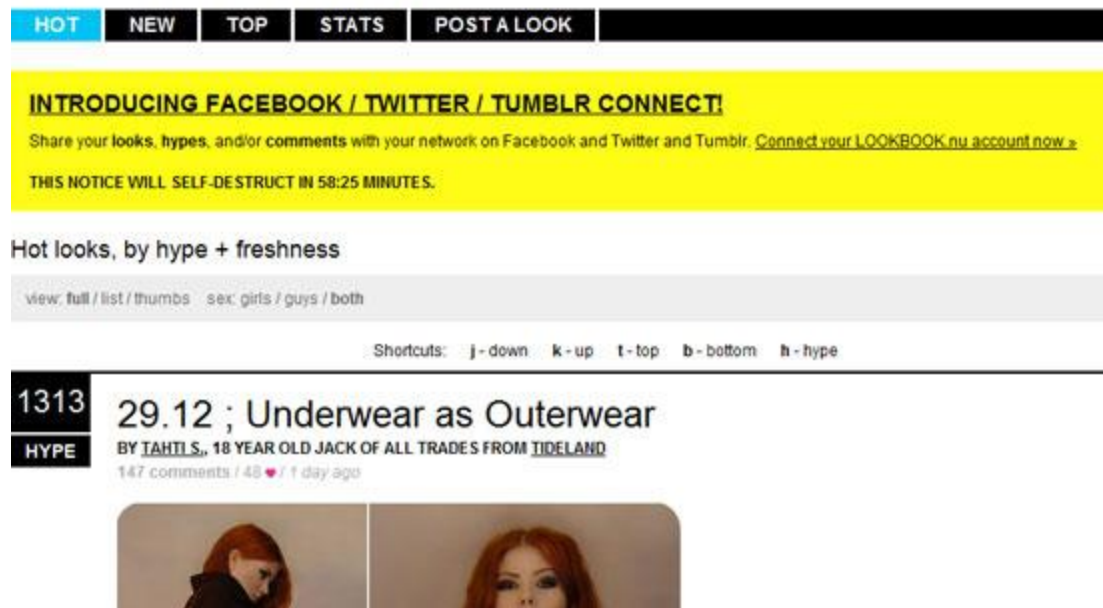 HOT NEW TOP STATS POST A LOOK
INTRODUCING FACEBOOK / TWITTER / TUMBLR CONNECT!
Share your looks, hypes, and/or comments with your network on Facebook and Twitter and Tumblr. Connect your LOOKBOOK.nu account now »
THIS NOTICE WILL SELF-DESTRUCT IN 58:25 MINUTES.
Hot looks, by hype + freshness
view: full / list / thumbs sex: girls / guys / both
Shortcuts: j - down k - up t - top b - bottom h - hype
1313
HYPE
29.12 ; Underwear as Outerwear
BY TAHTI S., 18 YEAR OLD JACK OF ALL TRADES FROM TIDELAND
147 comments / 48 ♥ / 1 day ago